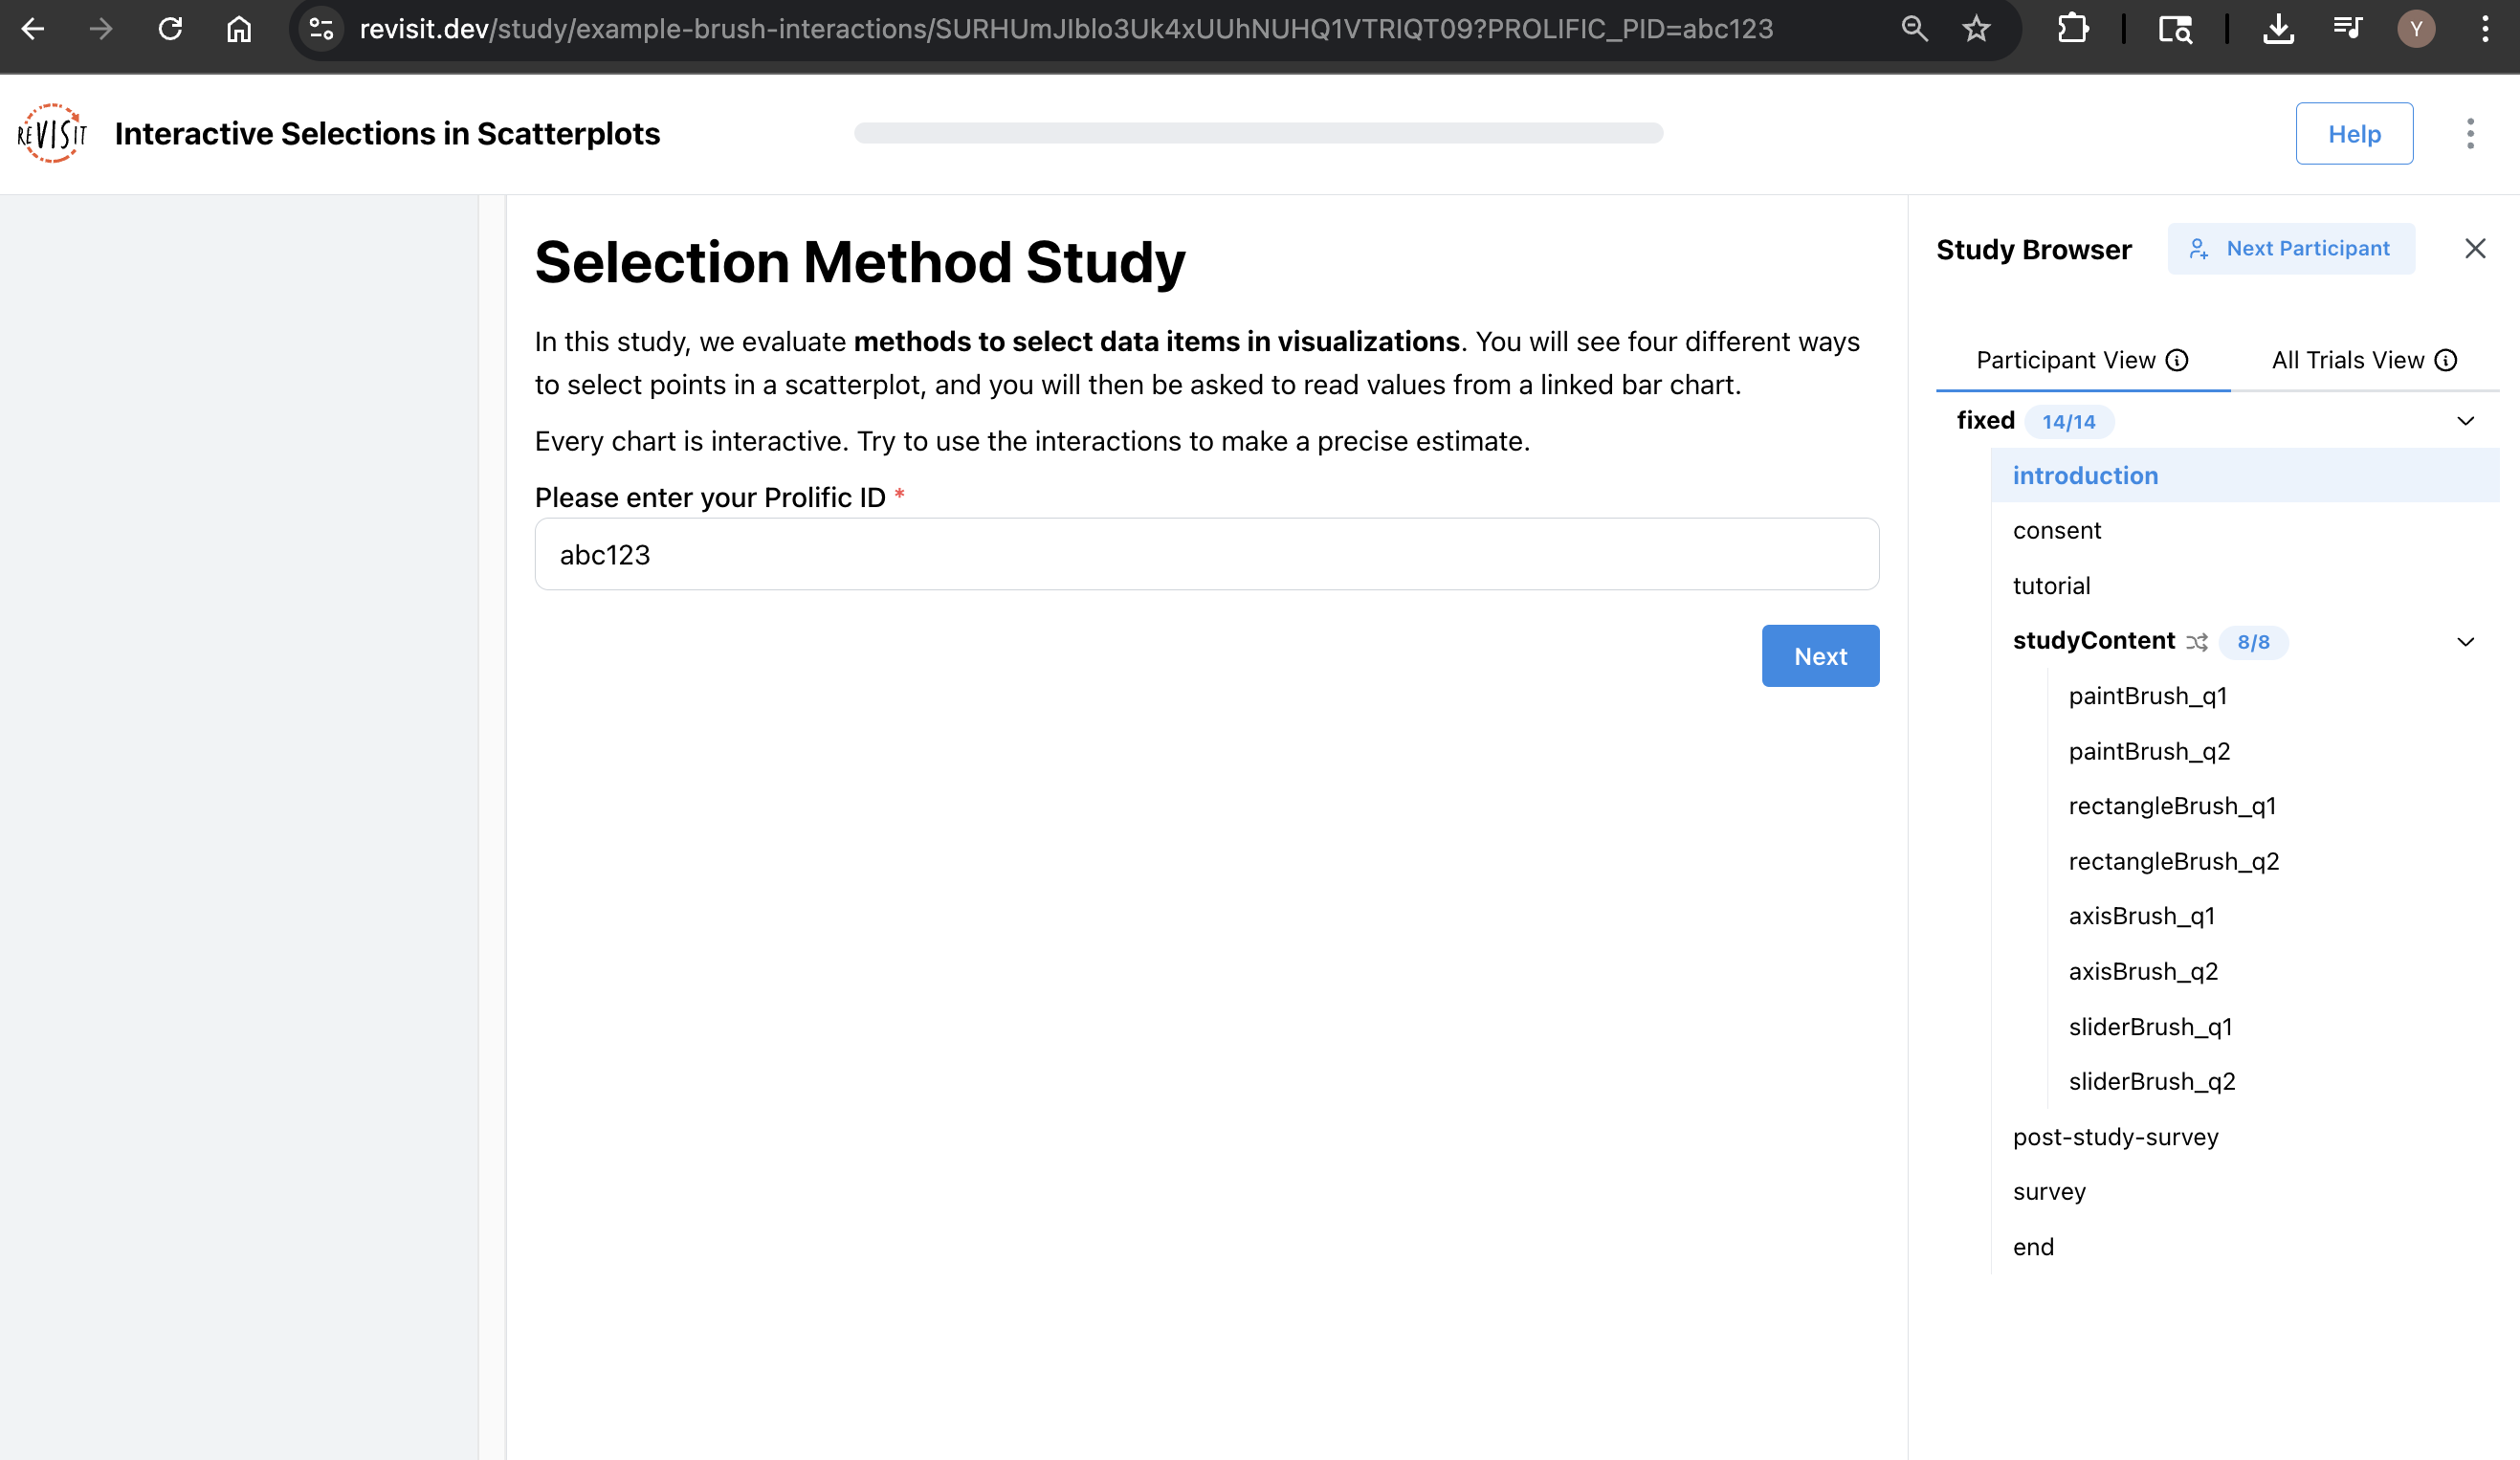 revisit.dev/study/example-brush-interactions/SURHUmJIblo3Uk4xUUhNUHQ1VTRIQT09?PROLIFIC_PID=abc123
Y
reVISit
Interactive Selections in Scatterplots
Help
Selection Method Study
In this study, we evaluate methods to select data items in visualizations. You will see four different ways
to select points in a scatterplot, and you will then be asked to read values from a linked bar chart.
Every chart is interactive. Try to use the interactions to make a precise estimate.
Please enter your Prolific ID *
abc123
Next
Study Browser
Next Participant
Participant View
All Trials View
fixed 14/14
introduction
consent
tutorial
studyContent 8/8
paintBrush_q1
paintBrush_q2
rectangleBrush_q1
rectangleBrush_q2
axisBrush_q1
axisBrush_q2
sliderBrush_q1
sliderBrush_q2
post-study-survey
survey
end